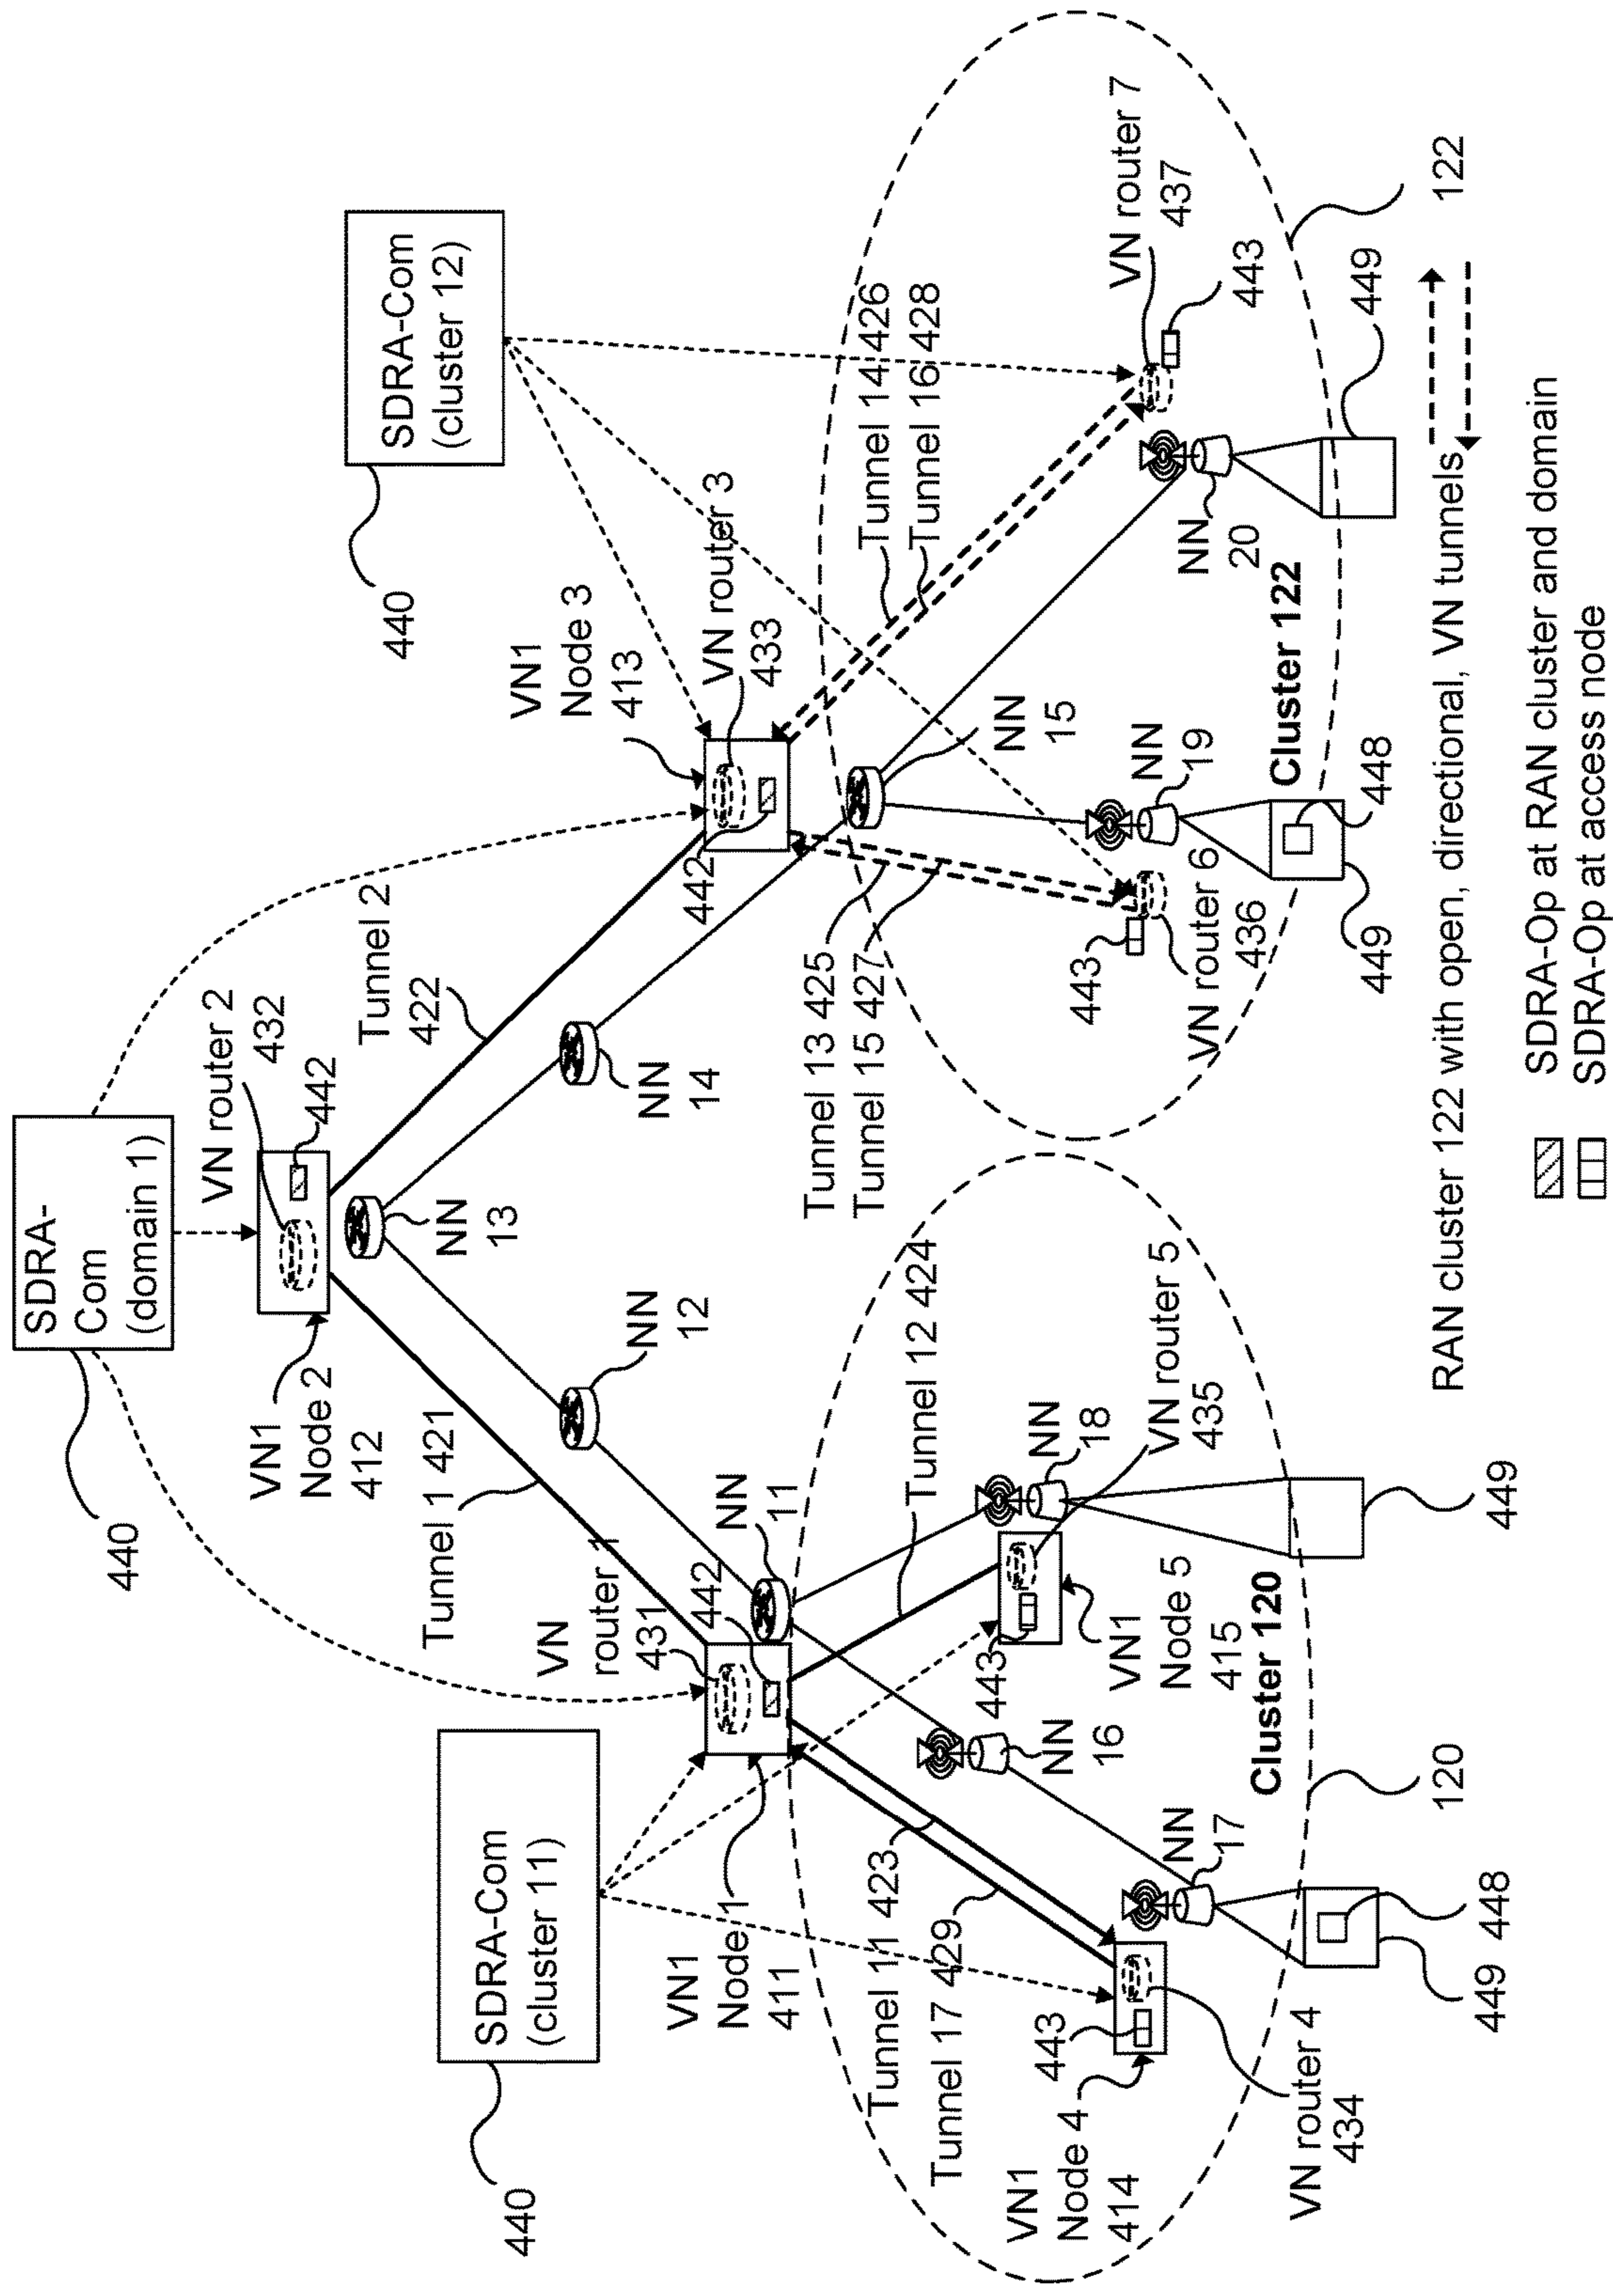 SDRA-
Com
(domain 1)
440
SDRA-Com
(cluster 11)
440
SDRA-Com
(cluster 12)
440
VN router 2
432
442
VN1
Node 2
412
NN
13
Tunnel 1 421
Tunnel 2
422
NN
12
NN
14
VN
router 1
431
442
NN
11
VN1
Node 1
411
VN1
Node 3
413
VN router 3
433
442
NN
15
Tunnel 11 423
Tunnel 17 429
Tunnel 12 424
Tunnel 13 425
Tunnel 15 427
Tunnel 14 426
Tunnel 16 428
VN1
Node 4
414
443
VN router 4
434
NN
16
NN
17
443
VN1
Node 5
415
NN
18
VN router 5
435
Cluster 120
120
449
448
449
443
VN router 6
436
NN
19
Cluster 122
NN
20
VN router 7
437
443
122
449
448
449
RAN cluster 122 with open, directional, VN tunnels
SDRA-Op at RAN cluster and domain
SDRA-Op at access node